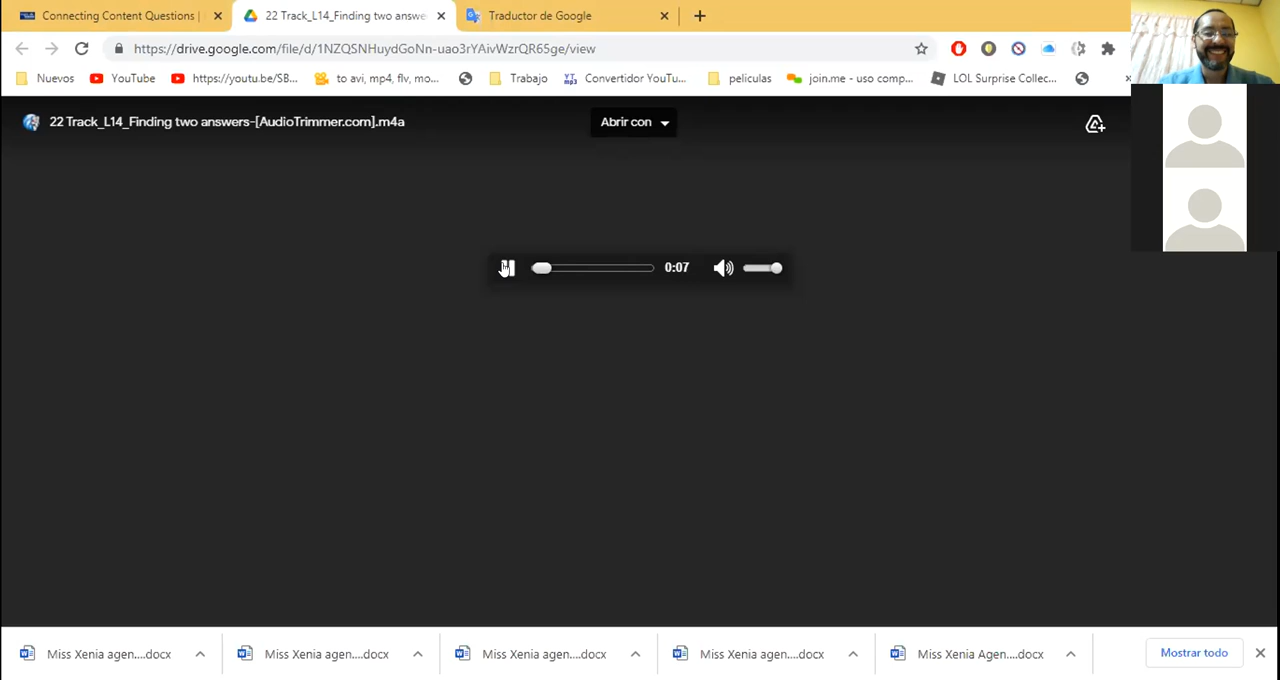 Connecting Content Questions |
22 Track_L14_Finding two answe
Traductor de Google
https://drive.google.com/file/d/1NZQSNHuydGoNn-uao3rYAivWzrQR65ge/view
Nuevos
YouTube
https://youtu.be/SB...
to avi, mp4, flv, mo...
Trabajo
Convertidor YouTu...
peliculas
join.me - uso comp...
LOL Surprise Collec...
»
22 Track_L14_Finding two answers-[AudioTrimmer.com].m4a
Abrir con
0:07
Miss Xenia agen....docx
Miss Xenia agen....docx
Miss Xenia agen....docx
Miss Xenia agen....docx
Miss Xenia Agen....docx
Mostrar todo